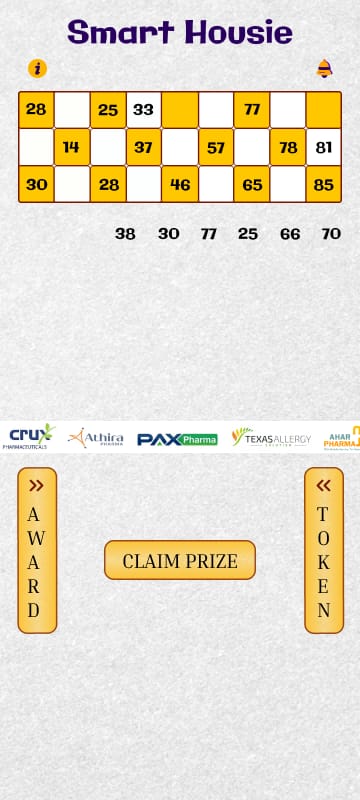 Smart Housie
i
28 25 33 77
14 37 57 78 81
30 28 46 65 85
38 30 77 25 66 70
crux
PHARMACEUTICALS
Athira
PHARMA
PAX Pharma
TEXAS ALLERGY
SOLUTION
AHAR
PHARMA
»
AWARD
CLAIM PRIZE
«
TOKEN